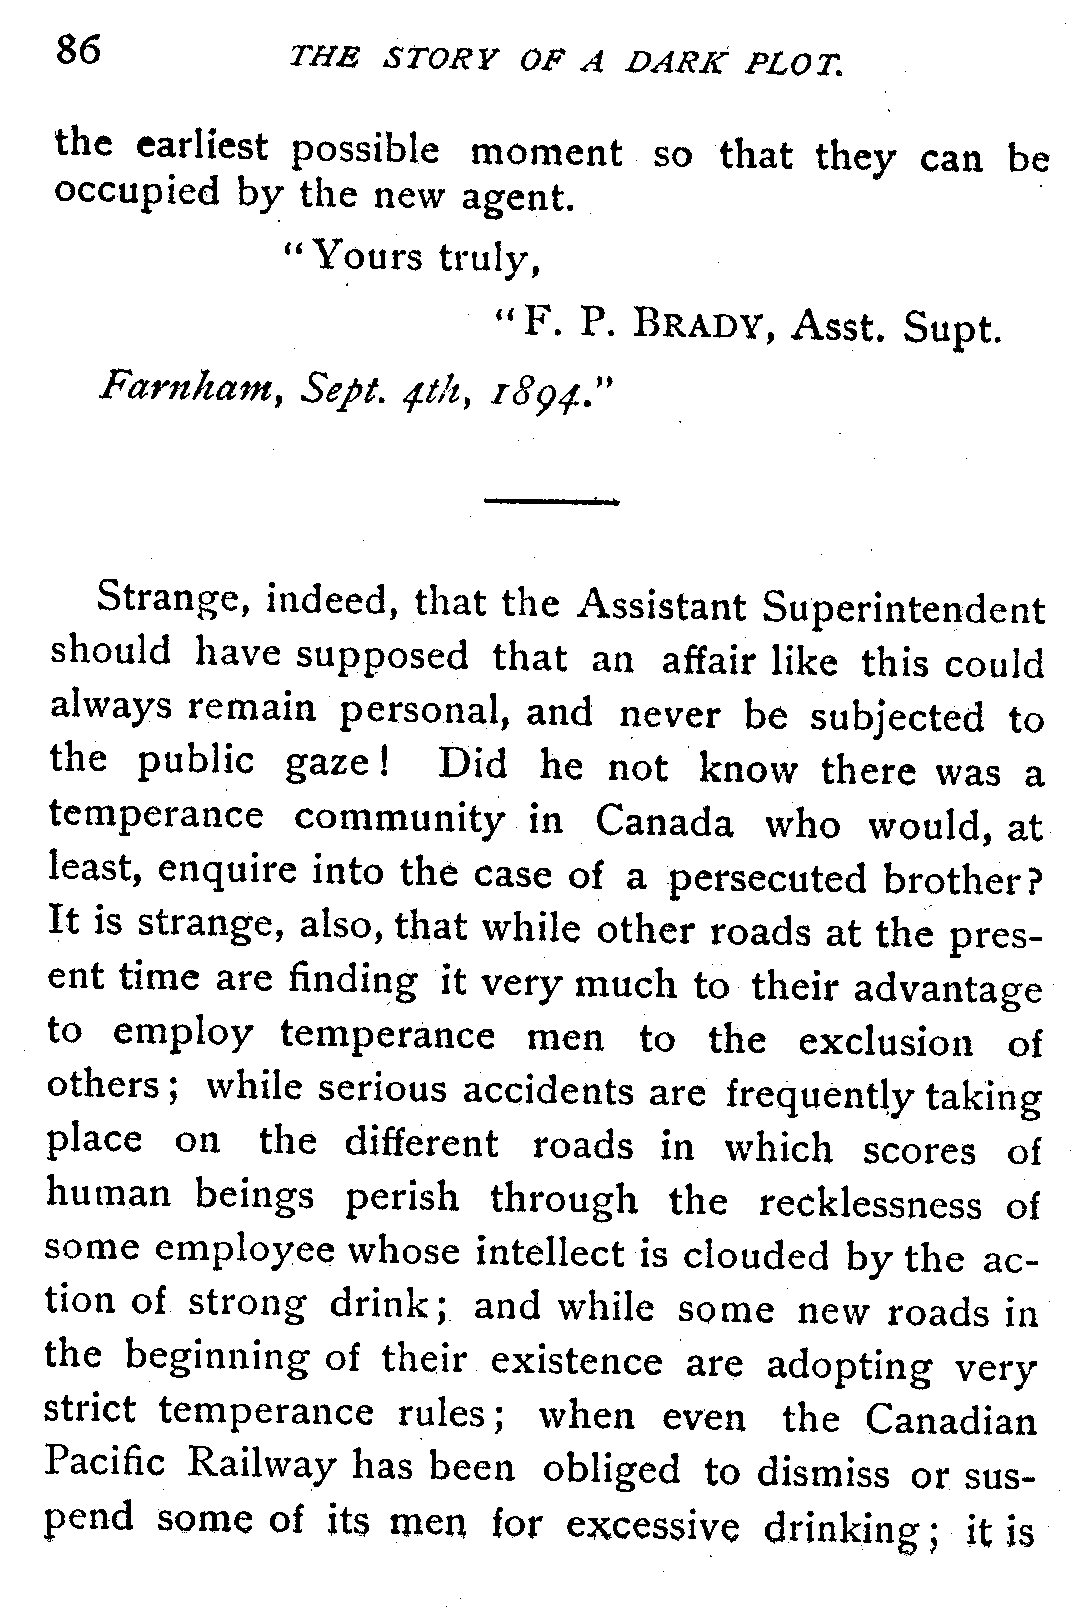 86 THE STORY OF A DARK PLOT.
the earliest possible moment so that they can be
occupied by the new agent.
“Yours truly,
“F. P. BRADY, Asst. Supt.
Farnham, Sept. 4th, 1894.”
Strange, indeed, that the Assistant Superintendent
should have supposed that an affair like this could
always remain personal, and never be subjected to
the public gaze! Did he not know there was a
temperance community in Canada who would, at
least, enquire into the case of a persecuted brother?
It is strange, also, that while other roads at the pres-
ent time are finding it very much to their advantage
to employ temperance men to the exclusion of
others; while serious accidents are frequently taking
place on the different roads in which scores of
human beings perish through the recklessness of
some employee whose intellect is clouded by the ac-
tion of strong drink; and while some new roads in
the beginning of their existence are adopting very
strict temperance rules; when even the Canadian
Pacific Railway has been obliged to dismiss or sus-
pend some of its men for excessive drinking; it is